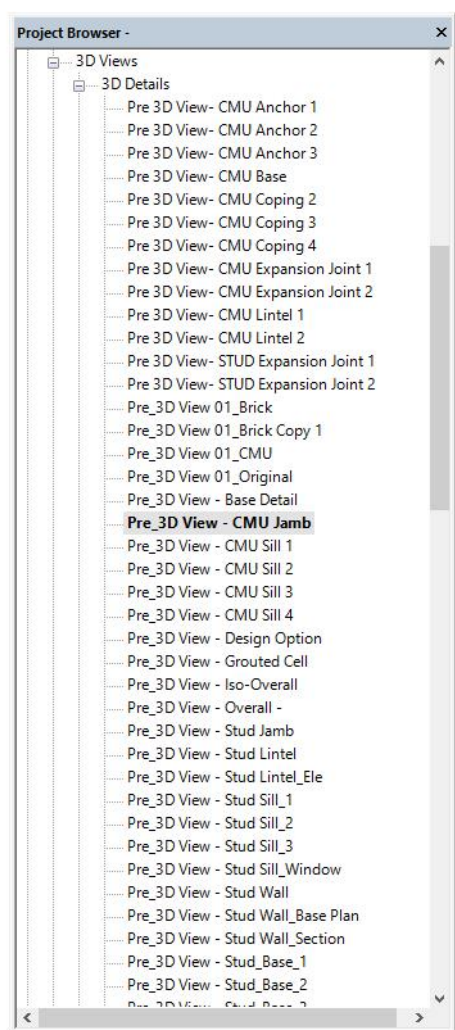 Project Browser -
3D Views
3D Details
Pre 3D View- CMU Anchor 1
Pre 3D View- CMU Anchor 2
Pre 3D View- CMU Anchor 3
Pre 3D View- CMU Base
Pre 3D View- CMU Coping 2
Pre 3D View- CMU Coping 3
Pre 3D View- CMU Coping 4
Pre 3D View- CMU Expansion Joint 1
Pre 3D View- CMU Expansion Joint 2
Pre 3D View- CMU Lintel 1
Pre 3D View- CMU Lintel 2
Pre 3D View- STUD Expansion Joint 1
Pre 3D View- STUD Expansion Joint 2
Pre_3D View 01_Brick
Pre_3D View 01_Brick Copy 1
Pre_3D View 01_CMU
Pre_3D View 01_Original
Pre_3D View - Base Detail
Pre_3D View - CMU Jamb
Pre_3D View - CMU Sill 1
Pre_3D View - CMU Sill 2
Pre_3D View - CMU Sill 3
Pre_3D View - CMU Sill 4
Pre_3D View - Design Option
Pre_3D View - Grouted Cell
Pre_3D View - Iso-Overall
Pre_3D View - Overall -
Pre_3D View - Stud Jamb
Pre_3D View - Stud Lintel
Pre_3D View - Stud Lintel_Ele
Pre_3D View - Stud Sill_1
Pre_3D View - Stud Sill_2
Pre_3D View - Stud Sill_3
Pre_3D View - Stud Sill_Window
Pre_3D View - Stud Wall
Pre_3D View - Stud Wall_Base Plan
Pre_3D View - Stud Wall_Section
Pre_3D View - Stud_Base_1
Pre_3D View - Stud_Base_2